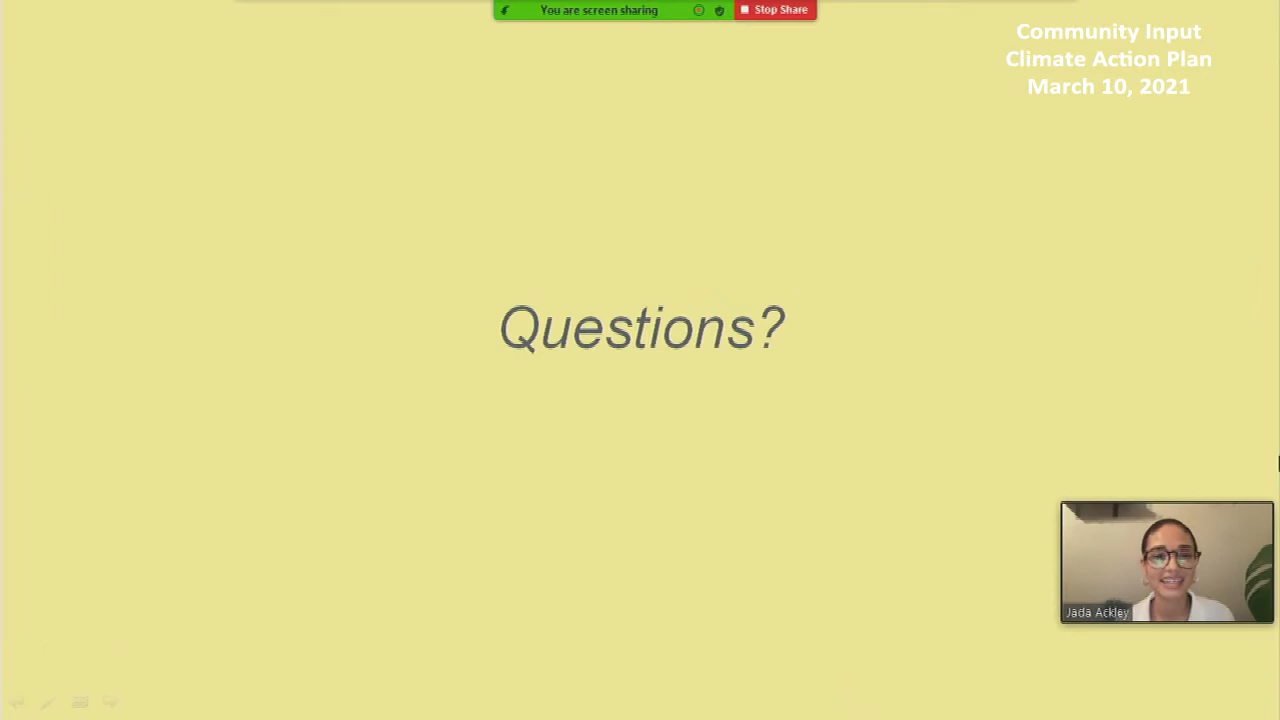 You are screen sharing
Stop Share
Community Input
Climate Action Plan
March 10, 2021
Questions?
Jada Ackley